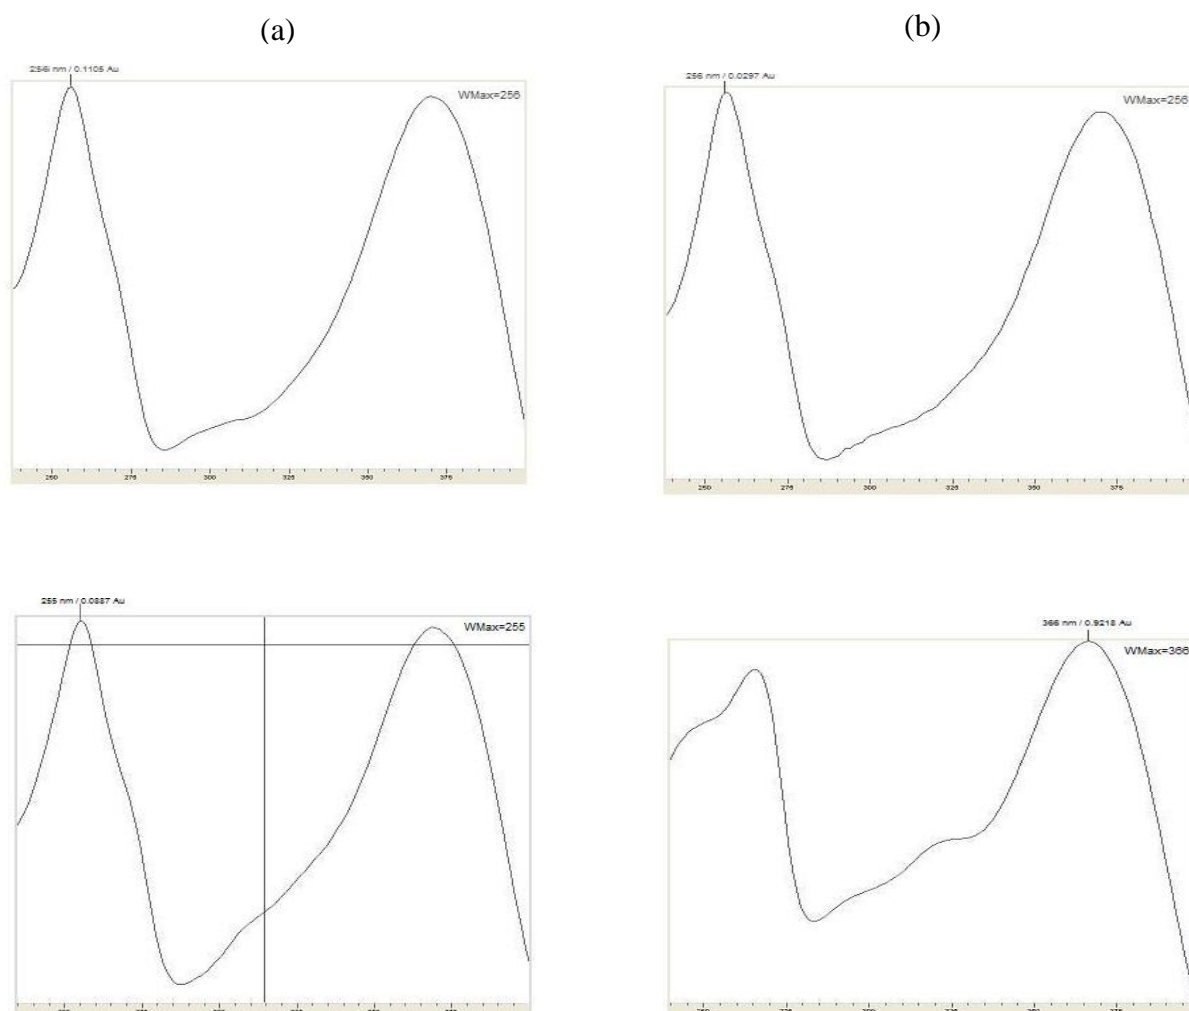 (a)
(b)
256i nm / 0.1105 Au
WMax=256
250 275 300 325 350 375
256 nm / 0.0297 Au
WMax=256
250 275 300 325 350 375
255 nm / 0.0887 Au
WMax=255
366 nm / 0.9218 Au
WMax=366